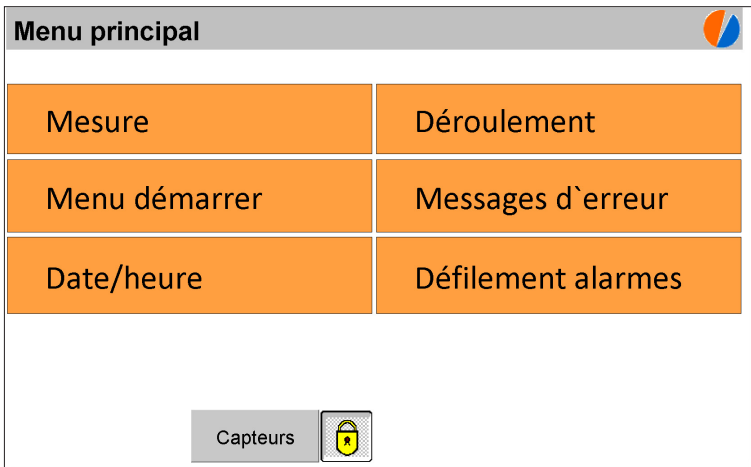 Menu principal
Mesure
Déroulement
Menu démarrer
Messages d`erreur
Date/heure
Défilement alarmes
Capteurs